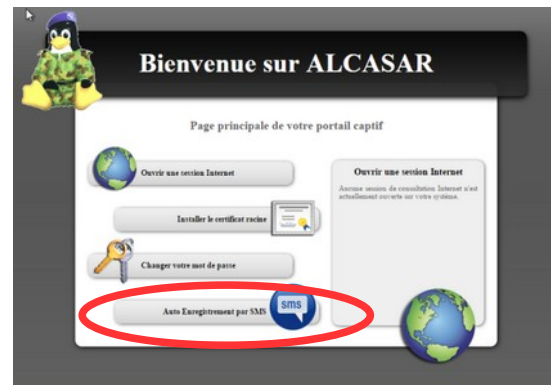 Bienvenue sur ALCASAR
Page principale de votre portail captif
Ouvrir une session Internet
Installer le certificat racine
Changer votre mot de passe
Auto Enregistrement par SMS
sms
Ouvrir une session Internet
Aucune session de consultation Internet n'est
actuellement ouverte sur votre système.